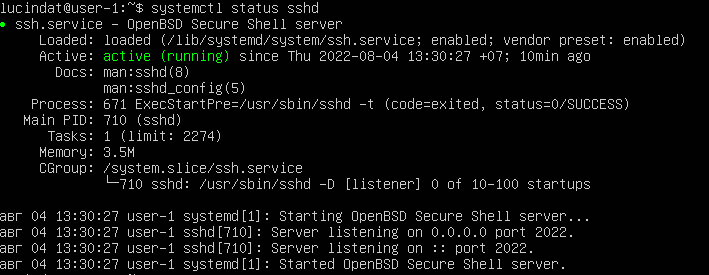 lucindat@user-1:~$ systemctl status sshd
● ssh.service – OpenBSD Secure Shell server
Loaded: loaded (/lib/systemd/system/ssh.service; enabled; vendor preset: enabled)
Active: active (running) since Thu 2022-08-04 13:30:27 +07; 10min ago
Docs: man:sshd(8)
man:sshd_config(5)
Process: 671 ExecStartPre=/usr/sbin/sshd -t (code=exited, status=0/SUCCESS)
Main PID: 710 (sshd)
Tasks: 1 (limit: 2274)
Memory: 3.5M
CGroup: /system.slice/ssh.service
└─710 sshd: /usr/sbin/sshd -D [listener] 0 of 10-100 startups
авг 04 13:30:27 user-1 systemd[1]: Starting OpenBSD Secure Shell server...
авг 04 13:30:27 user-1 sshd[710]: Server listening on 0.0.0.0 port 2022.
авг 04 13:30:27 user-1 sshd[710]: Server listening on :: port 2022.
авг 04 13:30:27 user-1 systemd[1]: Started OpenBSD Secure Shell server.